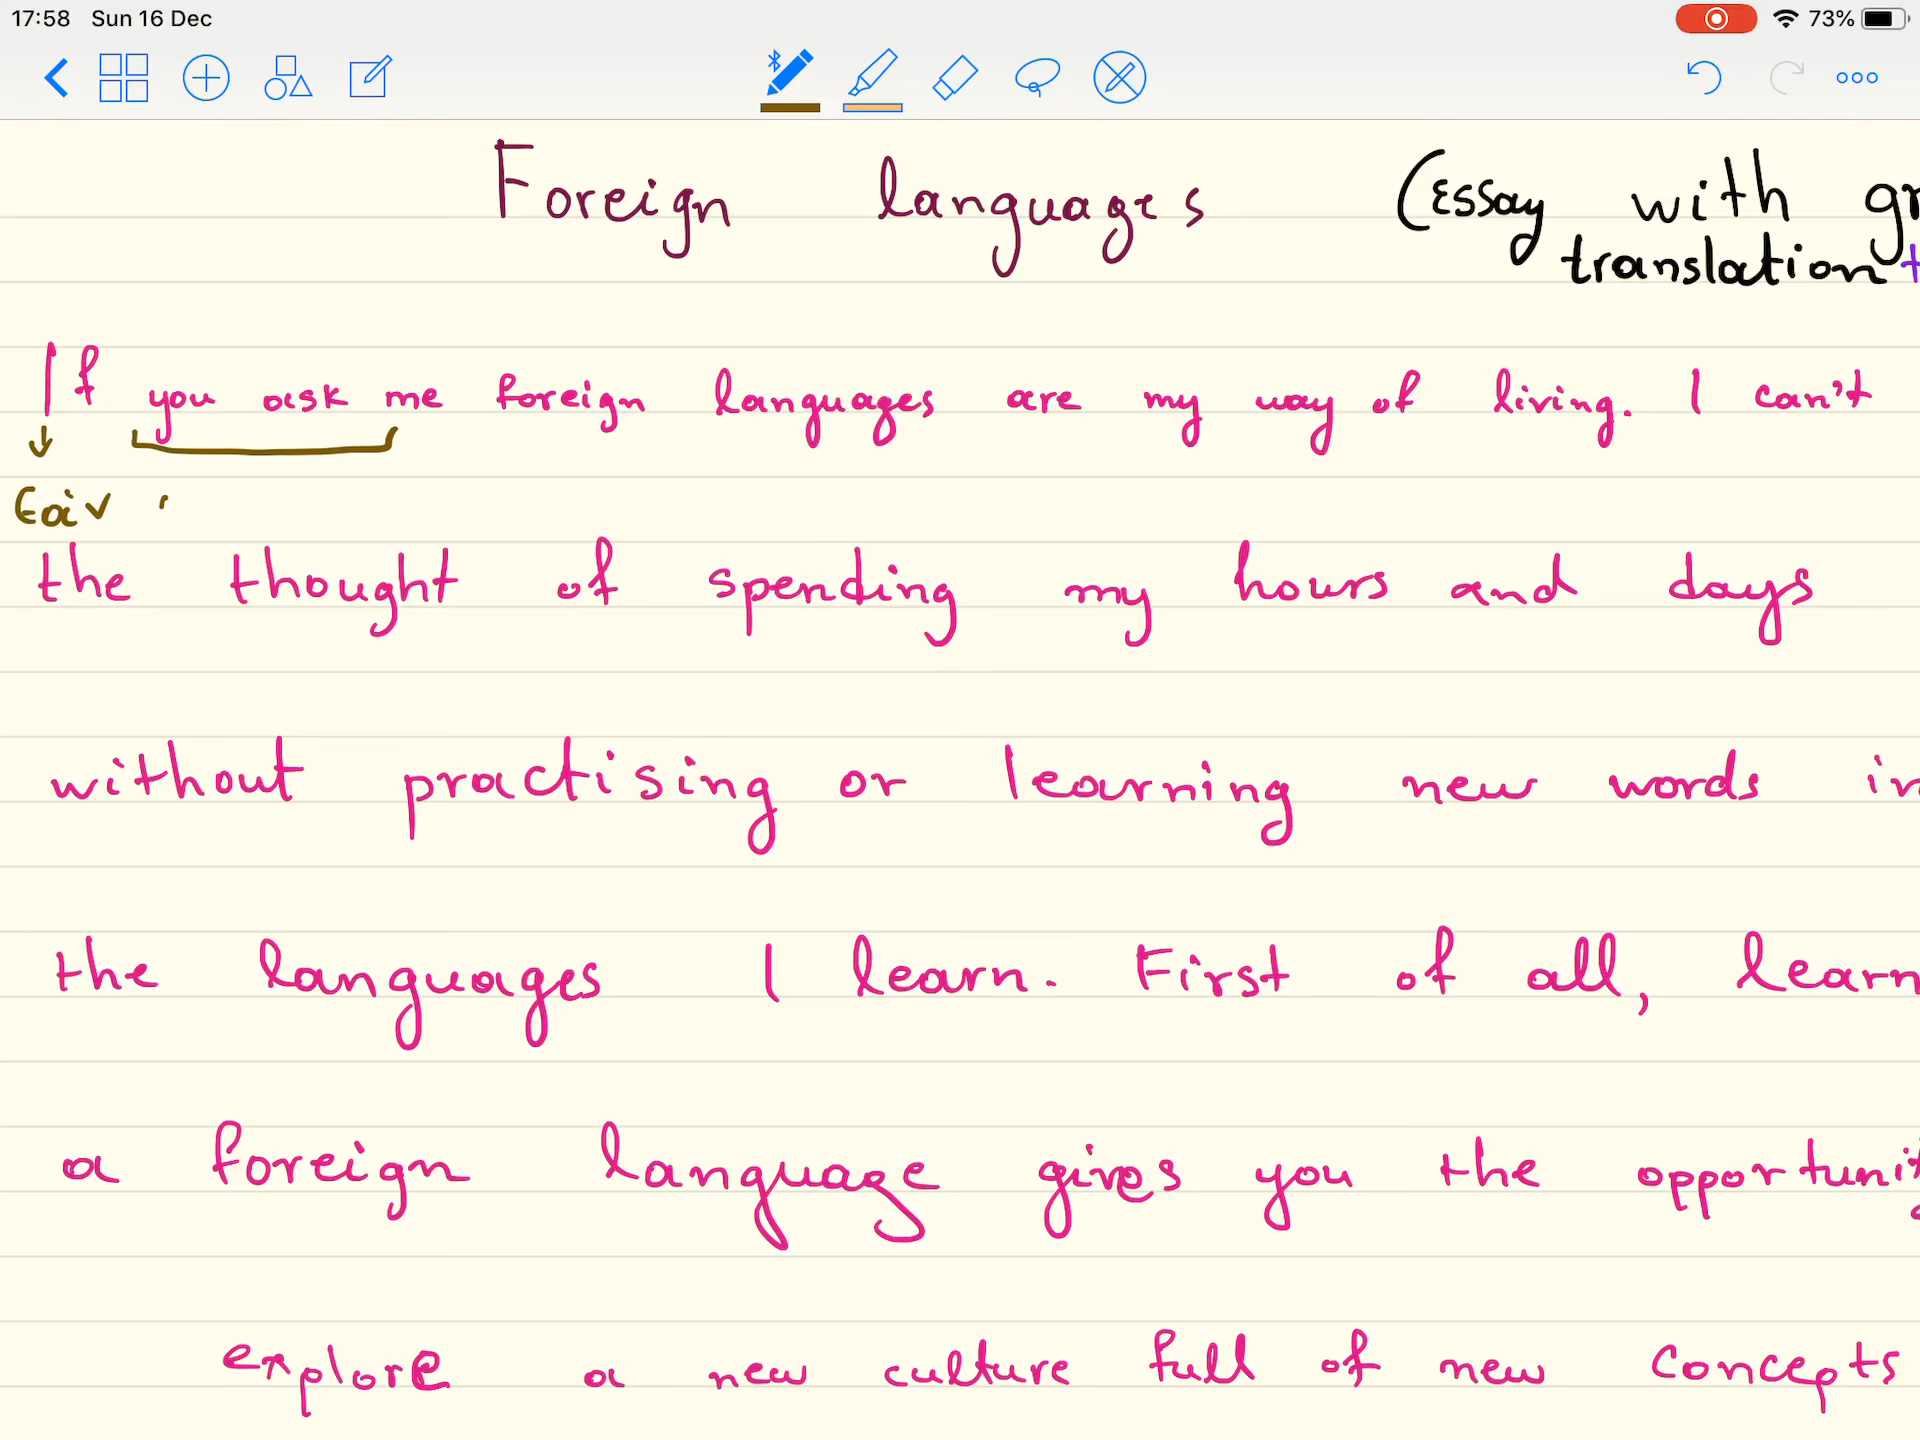 17:58 Sun 16 Dec 73%
Foreign languages (Essay with gr
translation t
If you ask me foreign languages are my way of living. I can't
Εάν
the thought of spending my hours and days
without practising or learning new words in
the languages I learn. First of all, learn
a foreign language gives you the opportunit
explore a new culture full of new concepts